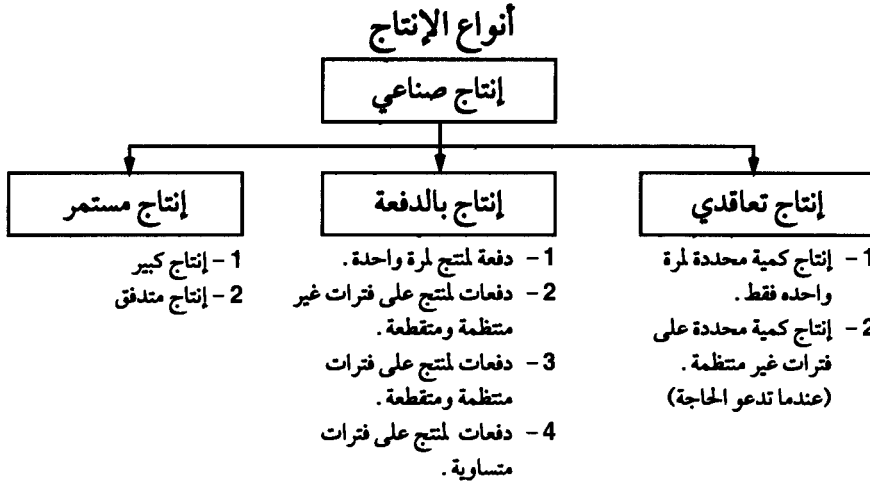 أنواع الإنتاج
إنتاج صناعي
إنتاج تعاقدي
1 – إنتاج كمية محددة لمرة
واحده فقط .
2 – إنتاج كمية محددة على
فترات غير منتظمة .
(عندما تدعو الحاجة)
إنتاج بالدفعة
1 – دفعة لمنتج لمرة واحدة .
2 – دفعات لمنتج على فترات غير
منتظمة ومتقطعة .
3 – دفعات لمنتج على فترات
منتظمة ومتقطعة .
4 – دفعات لمنتج على فترات
متساوية .
إنتاج مستمر
1 – إنتاج كبير
2 – إنتاج متدفق